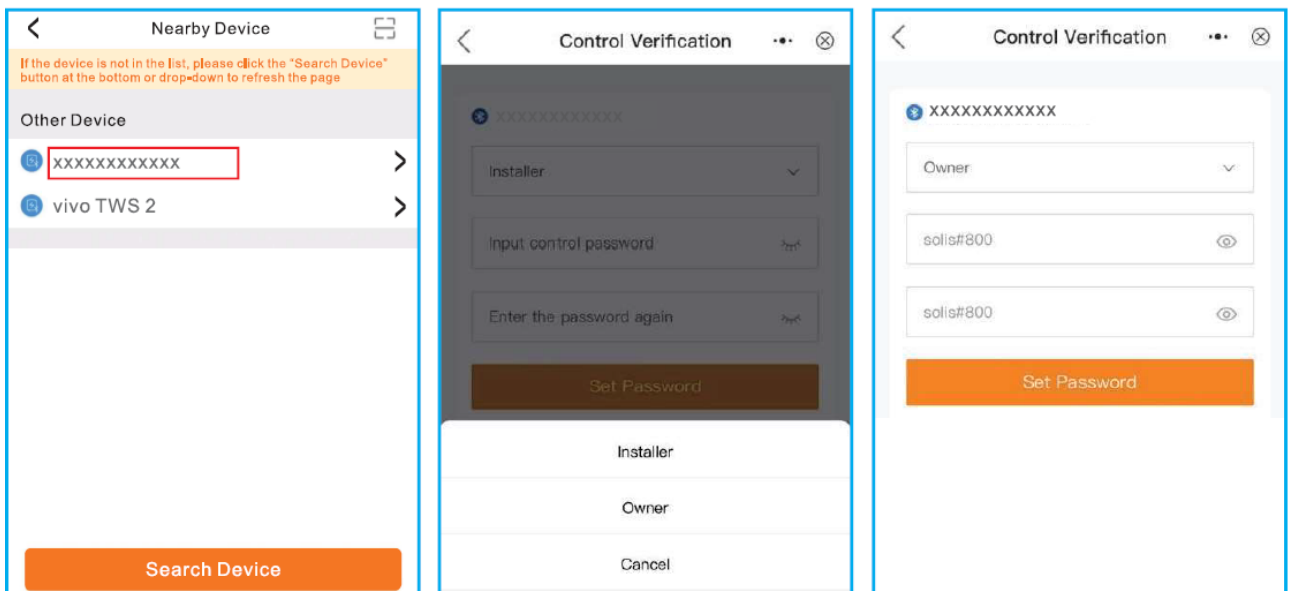 Nearby Device
If the device is not in the list, please click the "Search Device"
button at the bottom or drop-down to refresh the page
Other Device
XXXXXXXXXXXX
vivo TWS 2
Search Device
Control Verification
XXXXXXXXXXXX
Installer
Input control password
Enter the password again
Set Password
Installer
Owner
Cancel
Control Verification
XXXXXXXXXXXX
Owner
solis#800
solis#800
Set Password